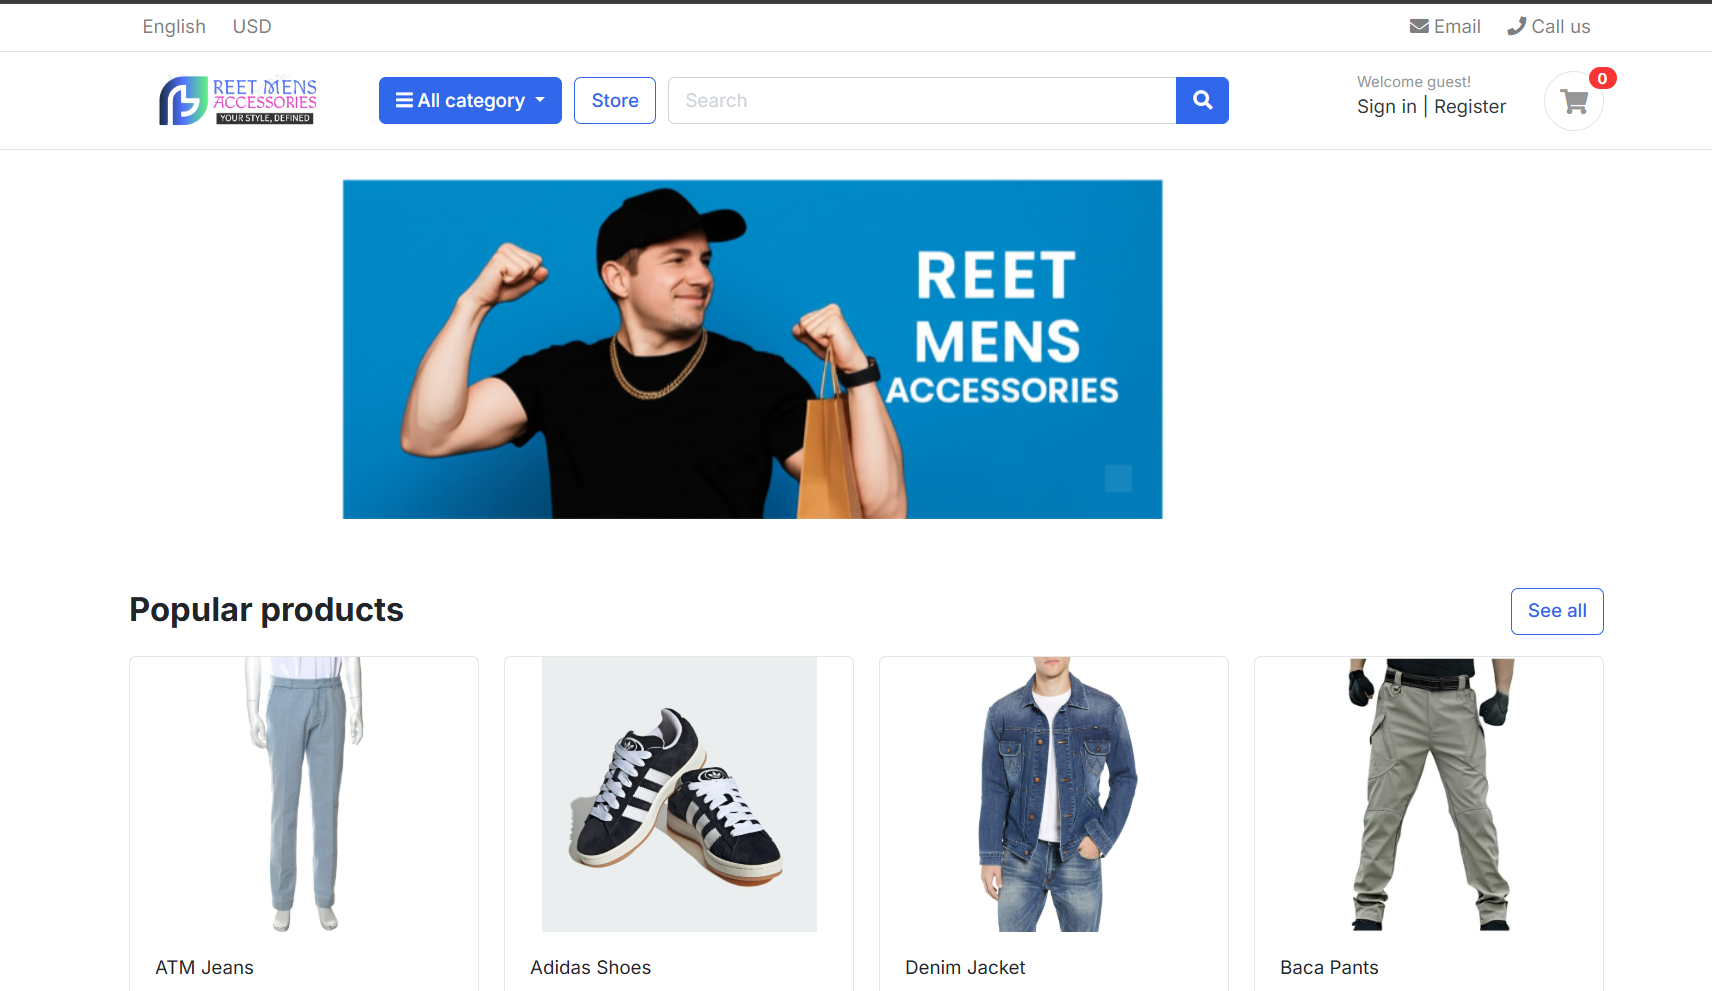 English USD Email Call us
REET MENS
ACCESSORIES
YOUR STYLE, DEFINED
All category Store Search
Welcome guest!
Sign in | Register
0
REET
MENS
ACCESSORIES
Popular products See all
ATM Jeans Adidas Shoes Denim Jacket Baca Pants